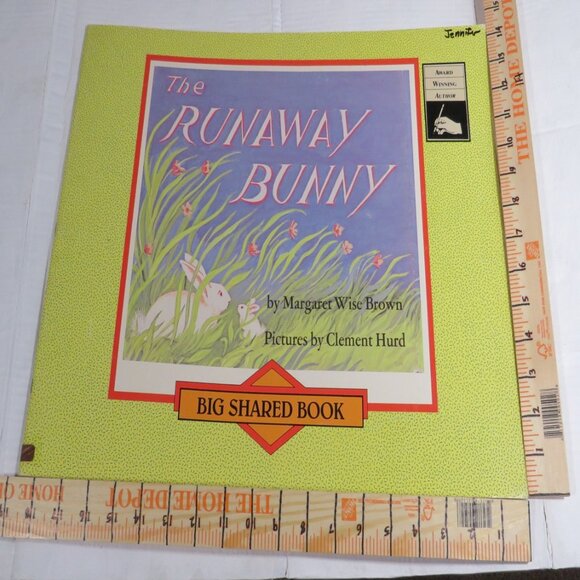 Jennifer
AWARD
WINNING
AUTHOR
The
RUNAWAY
BUNNY
by Margaret Wise Brown
Pictures by Clement Hurd
BIG SHARED BOOK
THE HOME DEPOT
THE HOME DEPOT